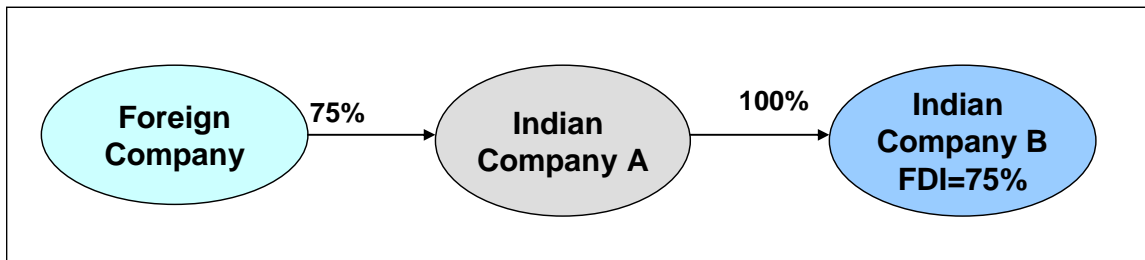 Foreign
Company
75%
Indian
Company A
100%
Indian
Company B
FDI=75%